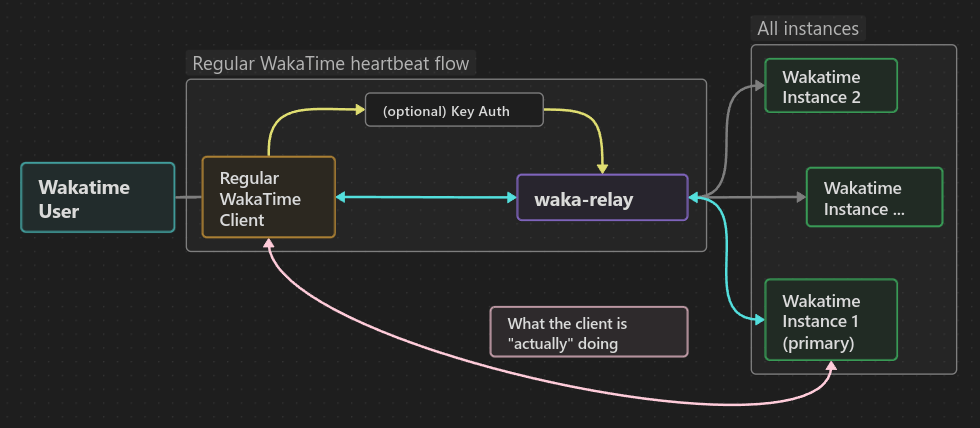 All instances
Regular WakaTime heartbeat flow
Wakatime
Instance 2
(optional) Key Auth
Wakatime
User
Regular
WakaTime
Client
waka-relay
Wakatime
Instance ...
Wakatime
Instance 1
(primary)
What the client is
"actually" doing